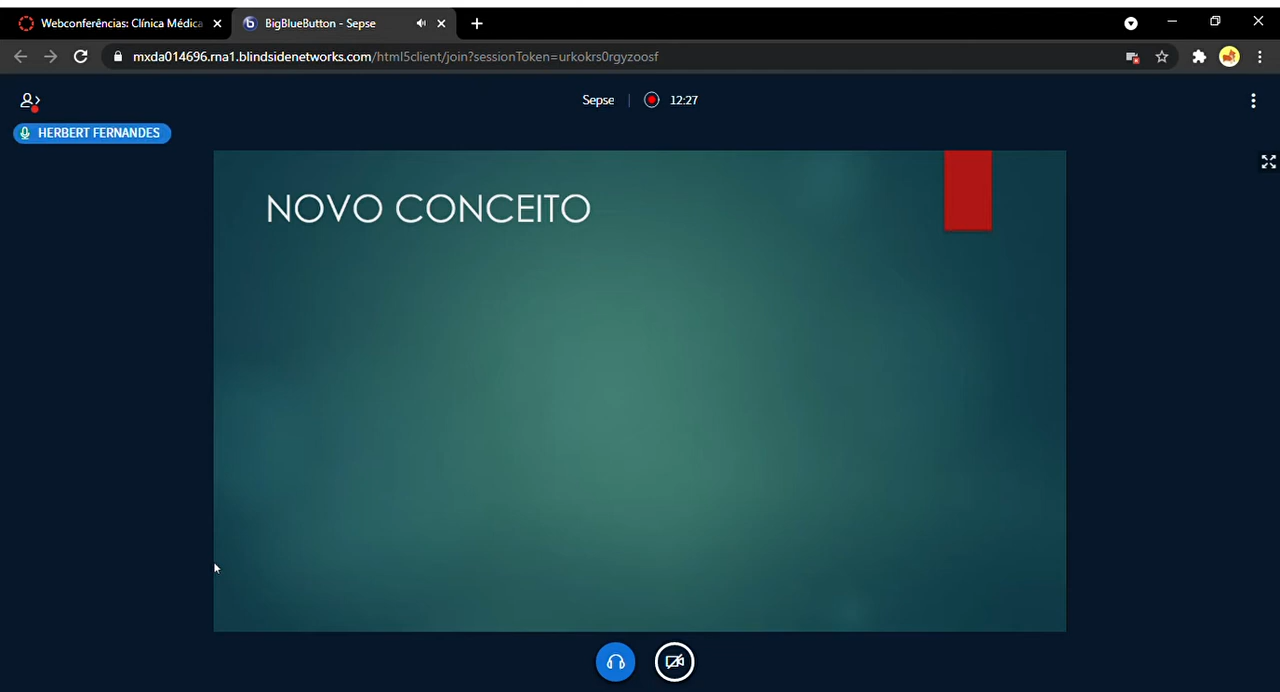 Webconferências: Clínica Médica
BigBlueButton - Sepse
mxda014696.rna1.blindsidenetworks.com/html5client/join?sessionToken=urkokrs0rgyzoosf
Sepse
12:27
HERBERT FERNANDES
NOVO CONCEITO